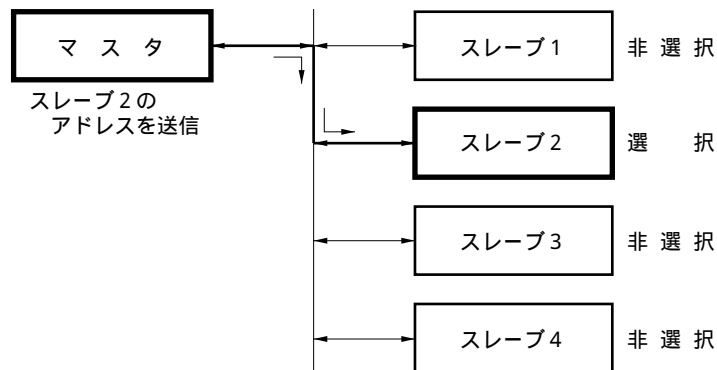 マスタ
スレーブ2の
アドレスを送信
スレーブ1 非選択
スレーブ2 選択
スレーブ3 非選択
スレーブ4 非選択